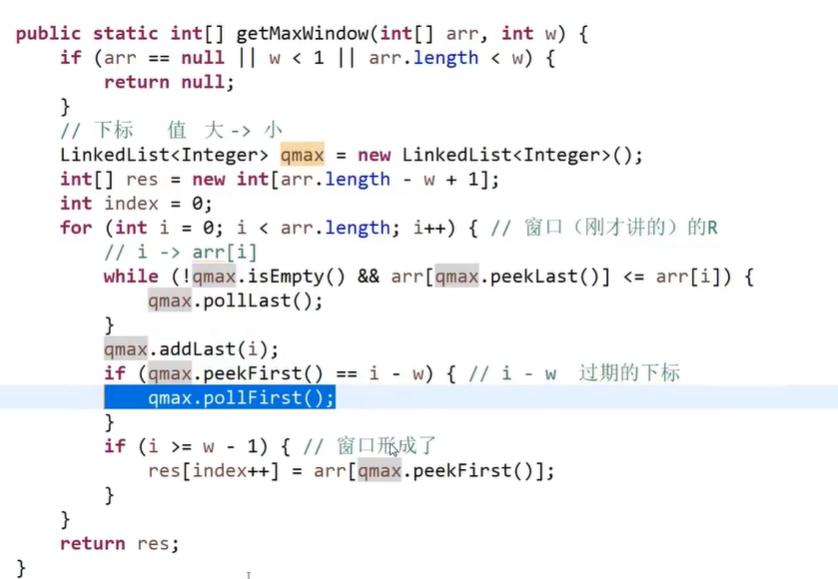 public static int[] getMaxWindow(int[] arr, int w) {
if (arr == null || w < 1 || arr.length < w) {
return null;
}
// 下标 值 大 -> 小
LinkedList<Integer> qmax = new LinkedList<Integer>();
int[] res = new int[arr.length - w + 1];
int index = 0;
for (int i = 0; i < arr.length; i++) { // 窗口（刚才讲的）的R
// i -> arr[i]
while (!qmax.isEmpty() && arr[qmax.peekLast()] <= arr[i]) {
qmax.pollLast();
}
qmax.addLast(i);
if (qmax.peekFirst() == i - w) { // i - w 过期的下标
qmax.pollFirst();
}
if (i >= w - 1) { // 窗口形成了
res[index++] = arr[qmax.peekFirst()];
}
}
return res;
}